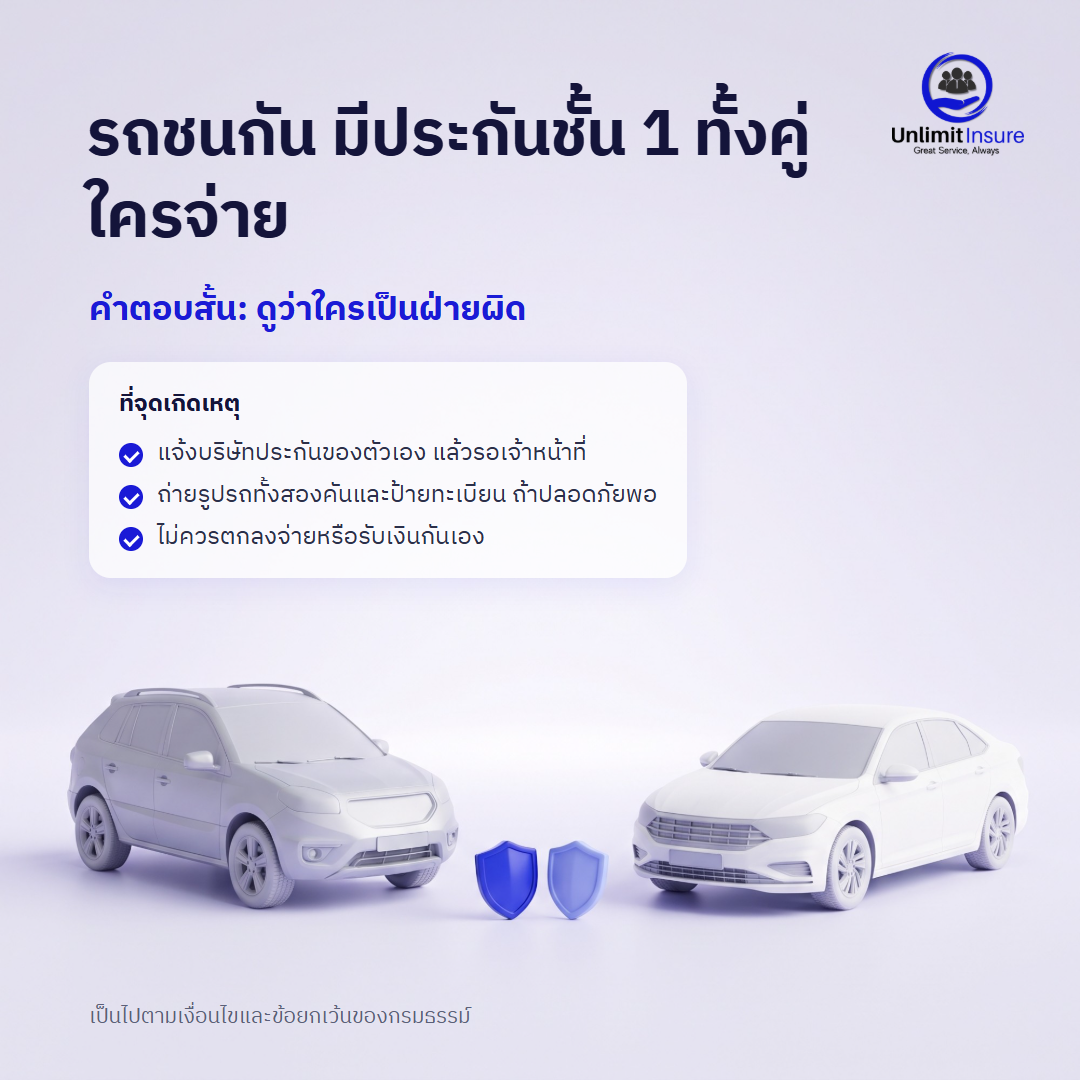 รถชนกัน มีประกันชั้น 1 ทั้งคู่
ใครจ่าย
Unlimit Insure
Great Service, Always
คำตอบสั้น: ดูว่าใครเป็นฝ่ายผิด
ที่จุดเกิดเหตุ
แจ้งบริษัทประกันของตัวเอง แล้วรอเจ้าหน้าที่
ถ่ายรูปรถทั้งสองคันและป้ายทะเบียน ถ้าปลอดภัยพอ
ไม่ควรตกลงจ่ายหรือรับเงินกันเอง
เป็นไปตามเงื่อนไขและข้อยกเว้นของกรมธรรม์